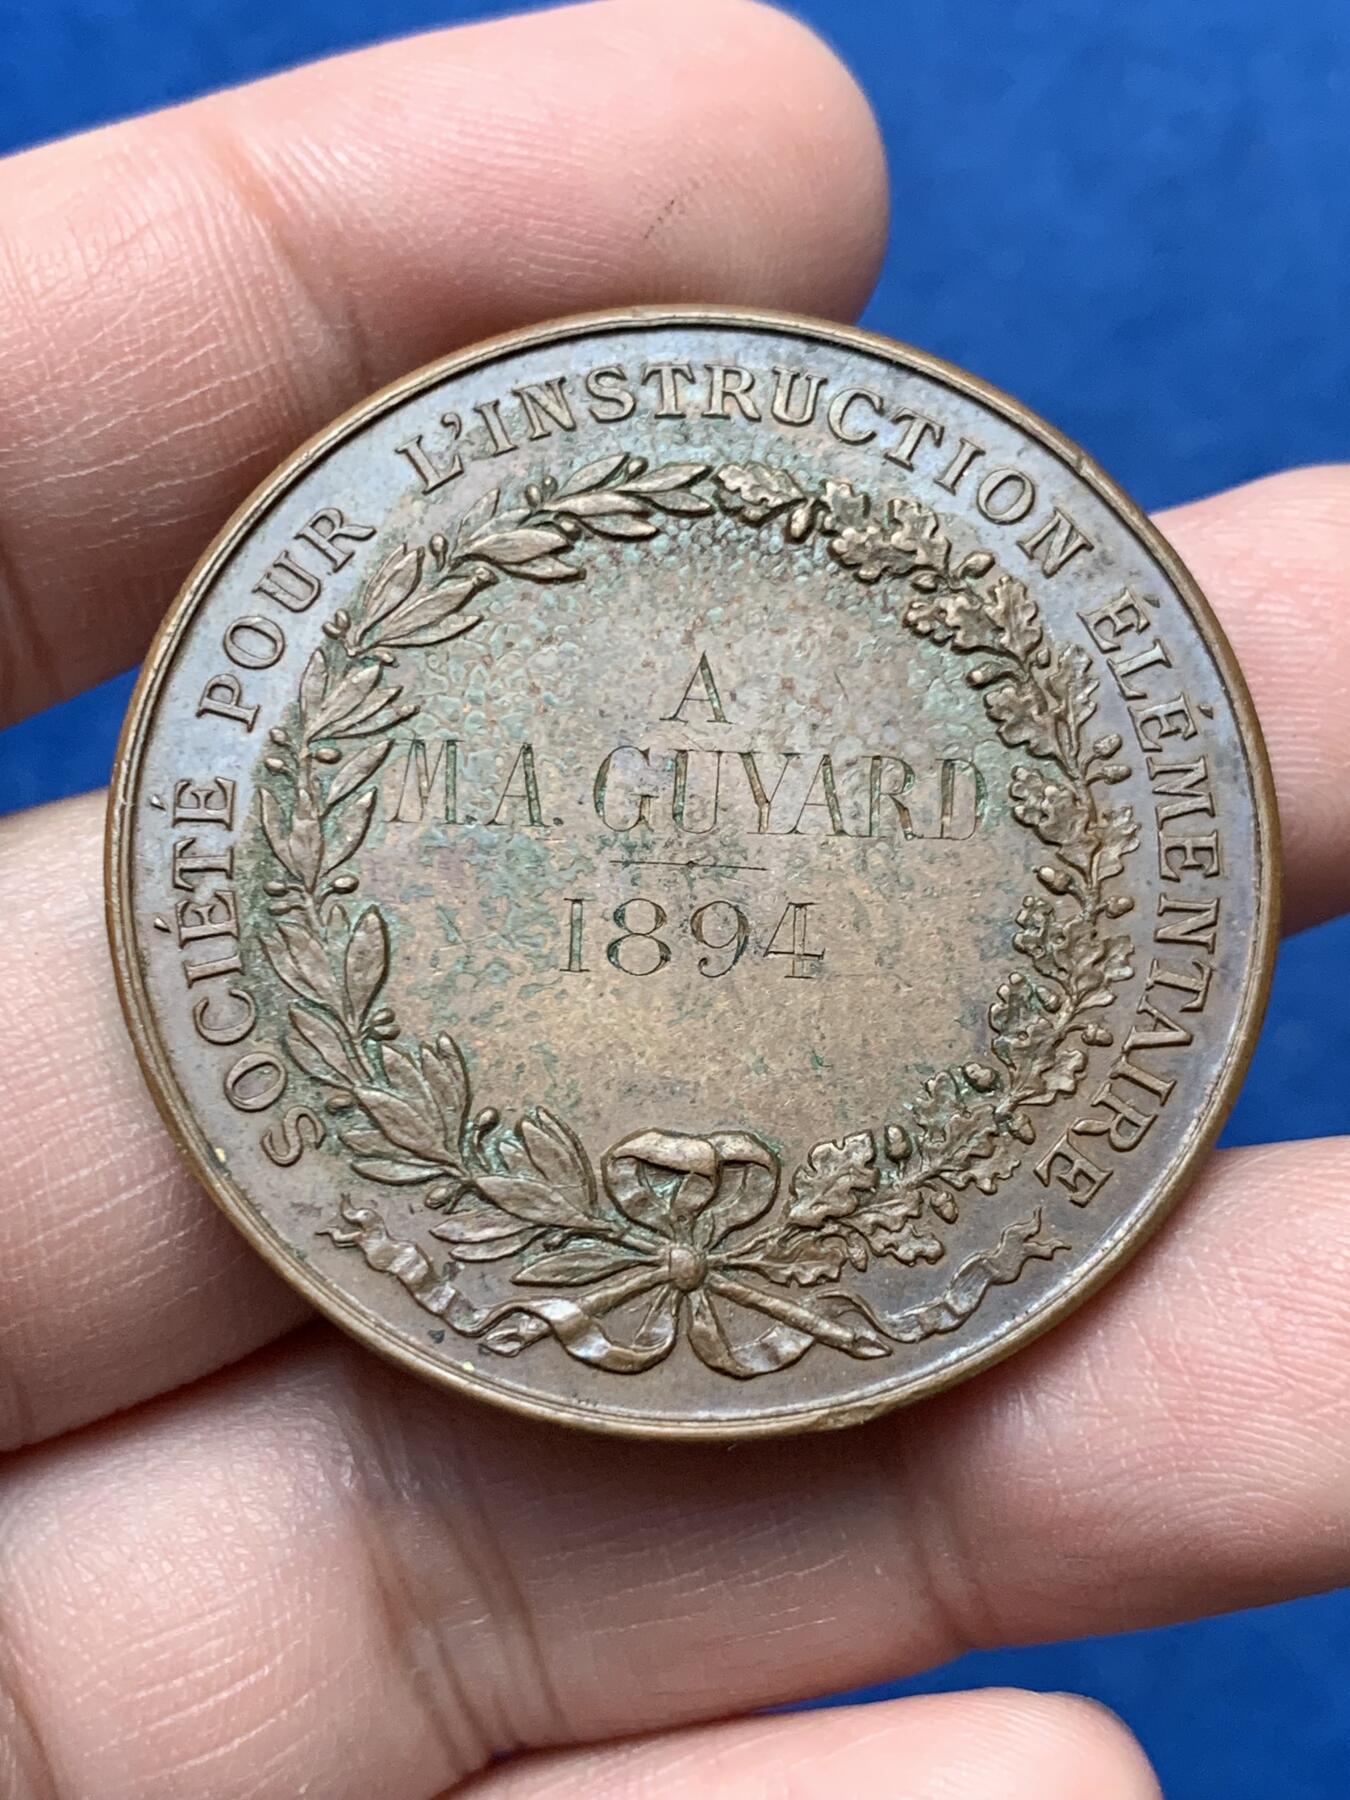 SOCIÉTÉ POUR L'INSTRUCTION ÉLÉMENTAIRE
A
M.A. GUYARD
1894